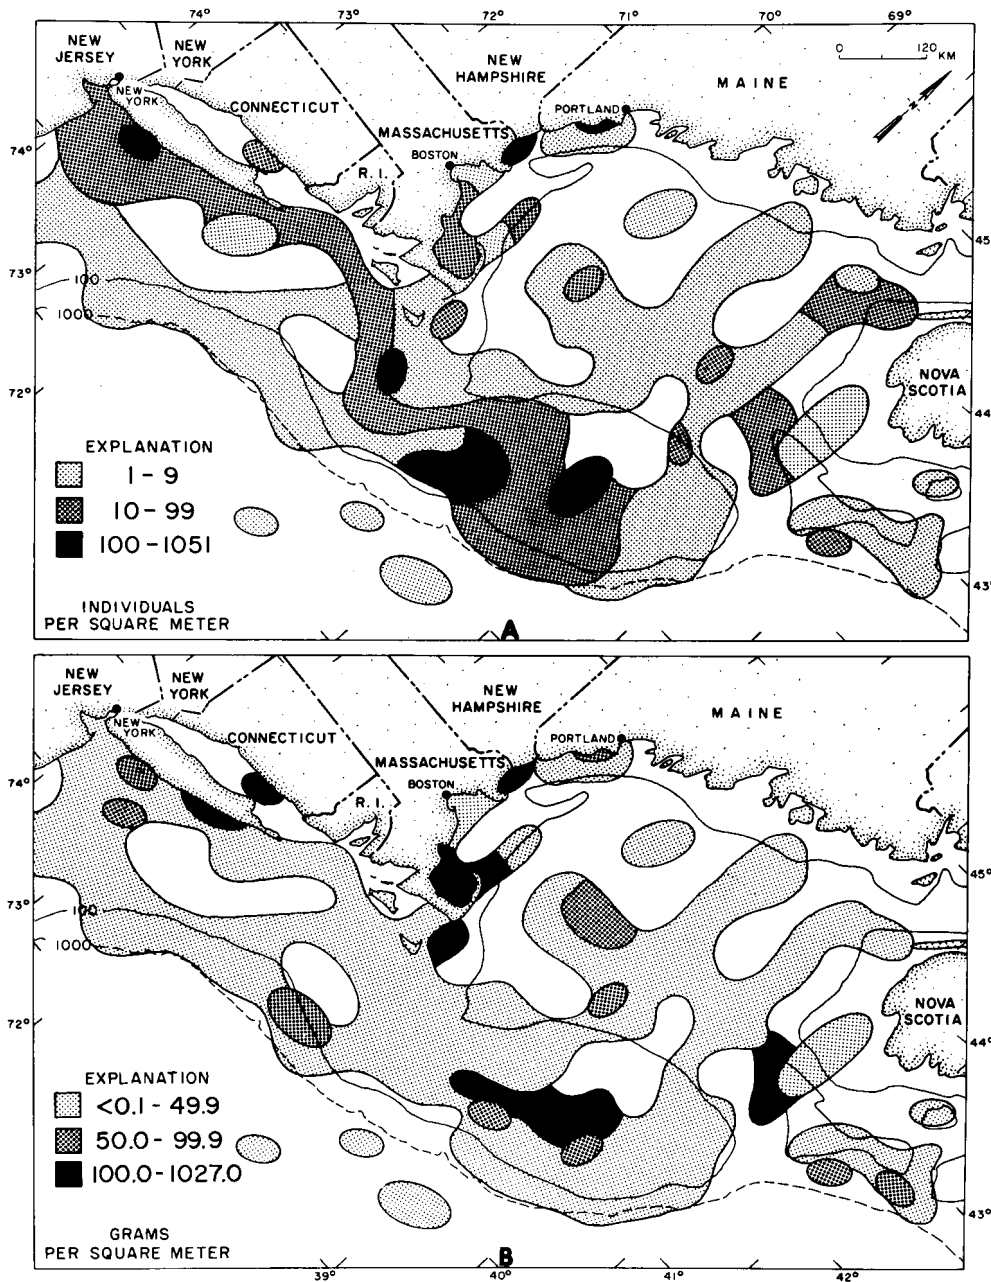 74° 73° 72° 71° 70° 69°
NEW
JERSEY
NEW
YORK
NEW
HAMPSHIRE
MAINE
0 120 KM
NEW
YORK
CONNECTICUT
MASSACHUSETTS
BOSTON
PORTLAND
R. I.
74°
73°
72°
45
44
43
100
1000
NOVA
SCOTIA
EXPLANATION
1 - 9
10 - 99
100 - 1051
INDIVIDUALS
PER SQUARE METER
A
NEW
JERSEY
NEW
YORK
NEW
HAMPSHIRE
MAINE
NEW
YORK
CONNECTICUT
MASSACHUSETTS
BOSTON
PORTLAND
R. I.
74°
73°
72°
45°
44°
43°
100
1000
NOVA
SCOTIA
EXPLANATION
<0.1 - 49.9
50.0 - 99.9
100.0 - 1027.0
GRAMS
PER SQUARE METER
B
39° 40° 41° 42°